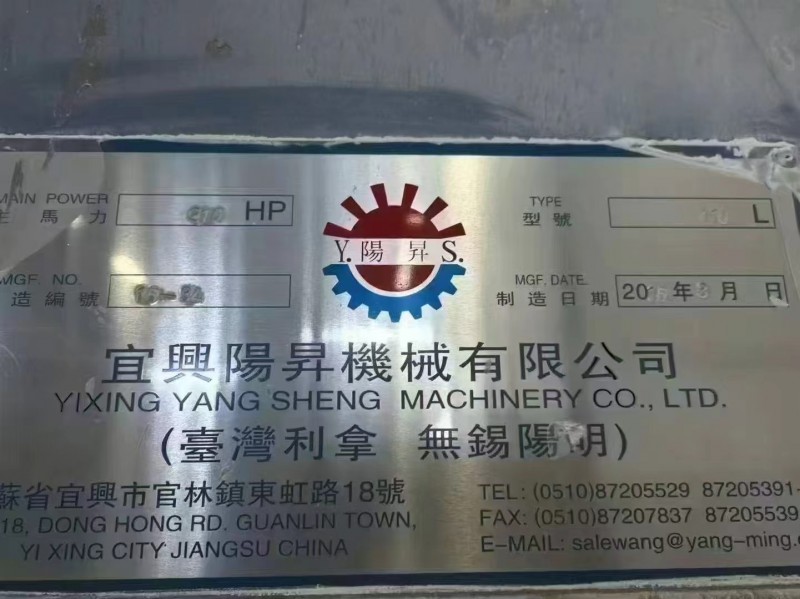 MAIN POWER
主馬力 HP
TYPE
型號 L
Y.陽昇S.
MGF. NO.
造編號
MGF. DATE.
制造日期 20 年 月 日
宜興陽昇機械有限公司
YIXING YANG SHENG MACHINERY CO., LTD.
(臺灣利拿 無錫陽明)
蘇省宜興市官林鎮東虹路18號
18, DONG HONG RD. GUANLIN TOWN,
YI XING CITY JIANGSU CHINA
TEL: (0510)87205529 87205391
FAX: (0510)87207837 87205539
E-MAIL: salewang@yang-ming.